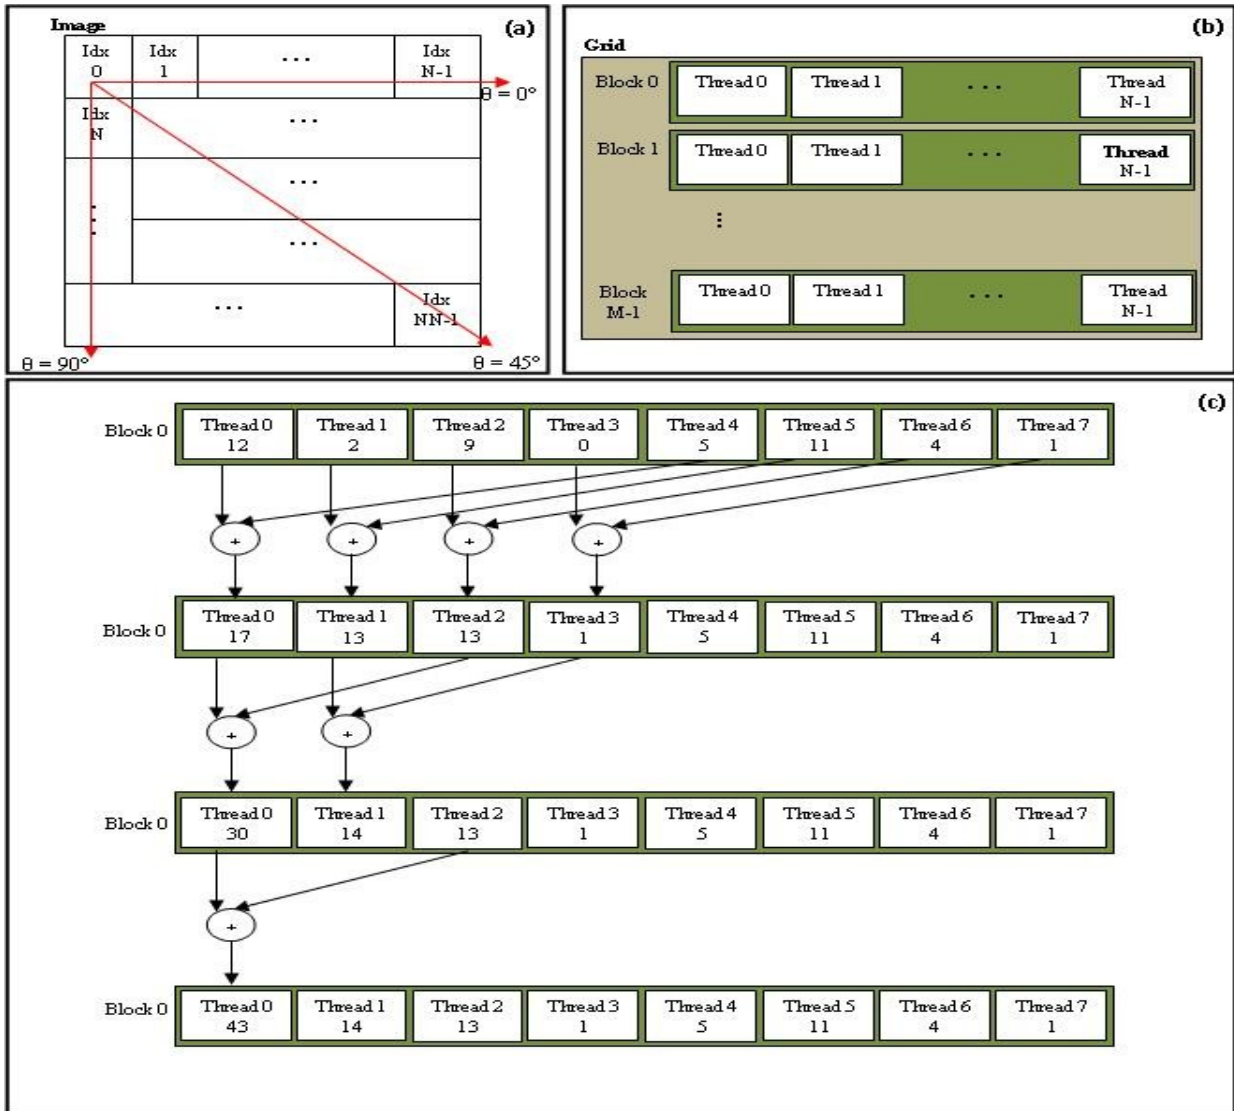 (a)
Image
Idx 0
Idx 1
...
Idx N-1
θ = 0°
Idx N
...
...
...
...
...
Idx NN-1
θ = 90°
θ = 45°
(b)
Grid
Block 0
Thread 0
Thread 1
...
Thread N-1
Block 1
Thread 0
Thread 1
...
Thread N-1
...
Block M-1
Thread 0
Thread 1
...
Thread N-1
(c)
Block 0
Thread 0 12
Thread 1 2
Thread 2 9
Thread 3 0
Thread 4 5
Thread 5 11
Thread 6 4
Thread 7 1
+
+
+
+
Block 0
Thread 0 17
Thread 1 13
Thread 2 13
Thread 3 1
Thread 4 5
Thread 5 11
Thread 6 4
Thread 7 1
+
+
Block 0
Thread 0 30
Thread 1 14
Thread 2 13
Thread 3 1
Thread 4 5
Thread 5 11
Thread 6 4
Thread 7 1
+
Block 0
Thread 0 43
Thread 1 14
Thread 2 13
Thread 3 1
Thread 4 5
Thread 5 11
Thread 6 4
Thread 7 1